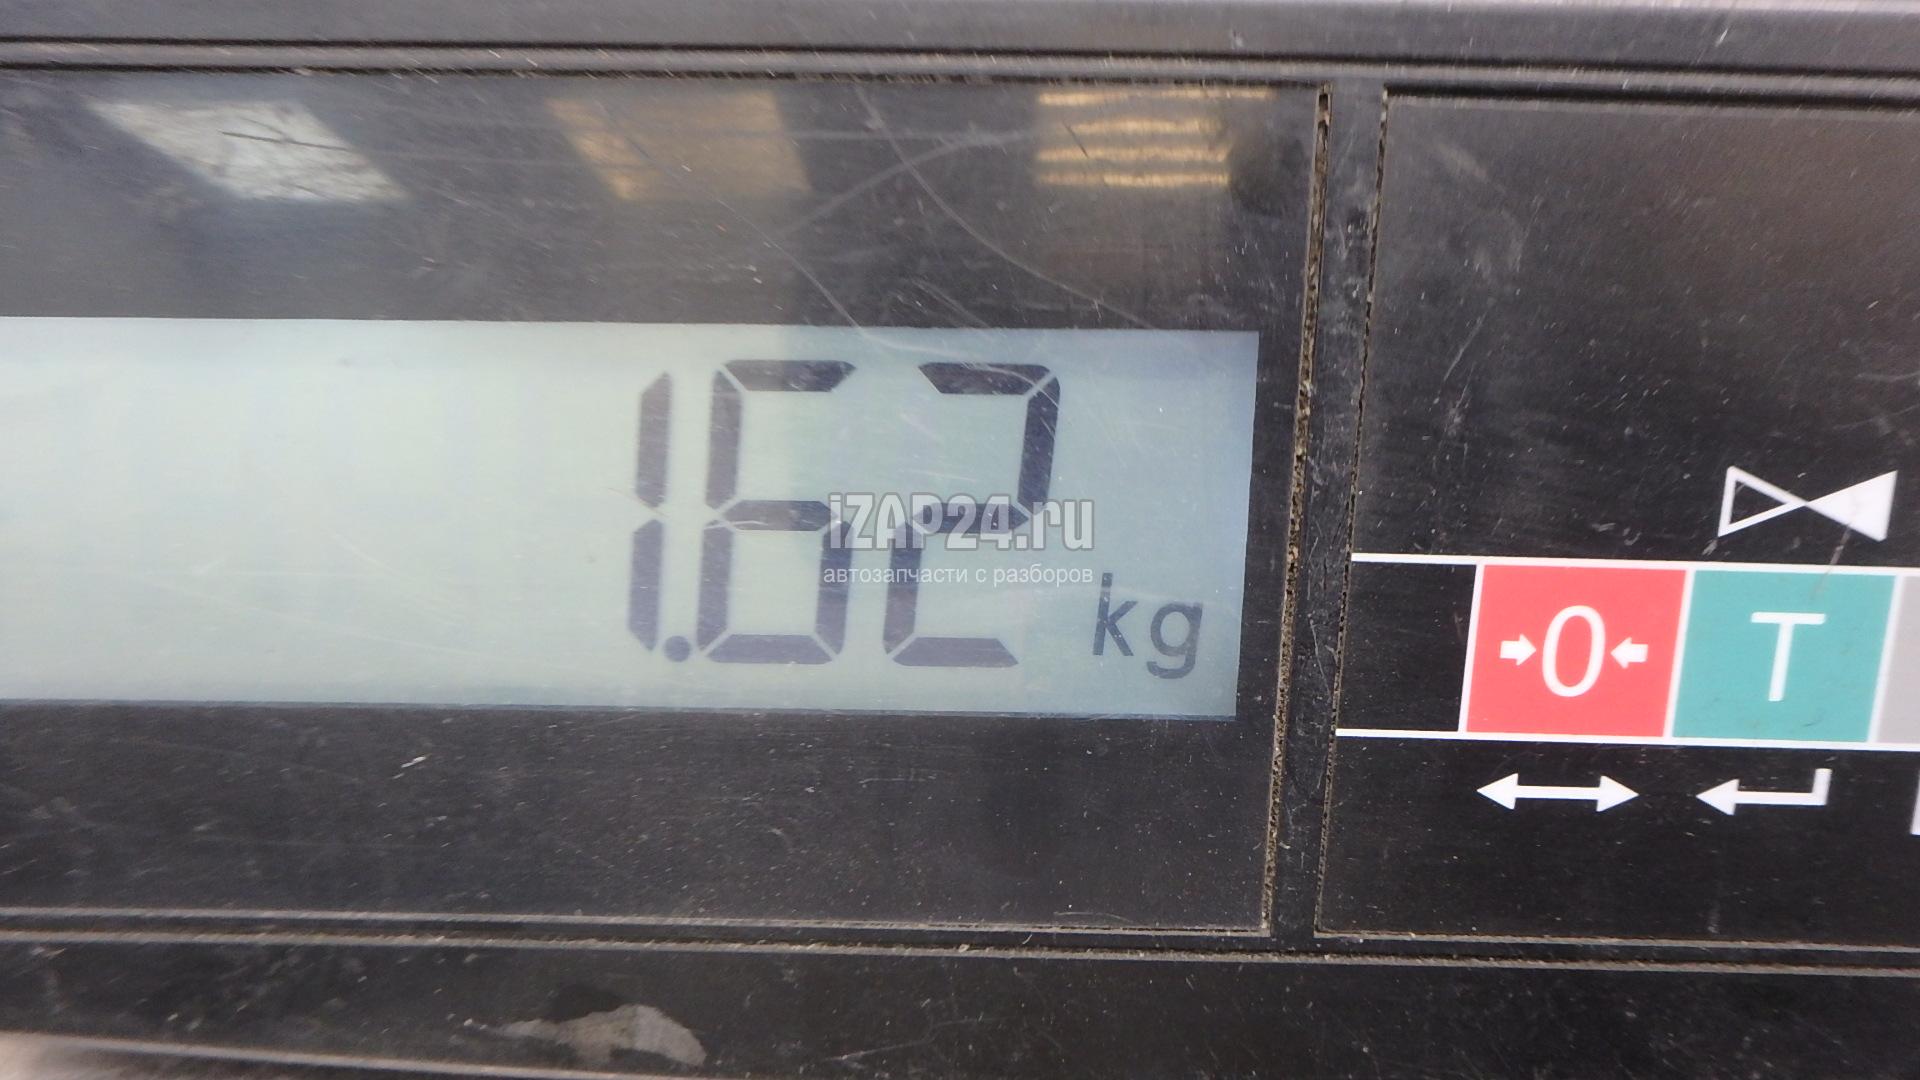 1.62 kg
iZAP24.ru
автозапчасти с разборов
→0← T